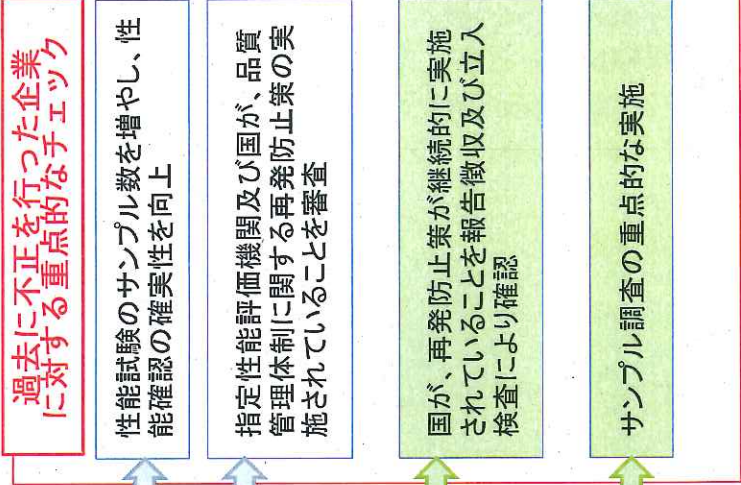 過去に不正を行った企業
に対する重点的なチェック
性能試験のサンプル数を増やし、性
能確認の確実性を向上
指定性能評価機関及び国が、品質
管理体制に関する再発防止策の実
施されていることを審査
国が、再発防止策が継続的に実施
されていることを報告徴収及び立入
検査により確認
サンプル調査の重点的な実施